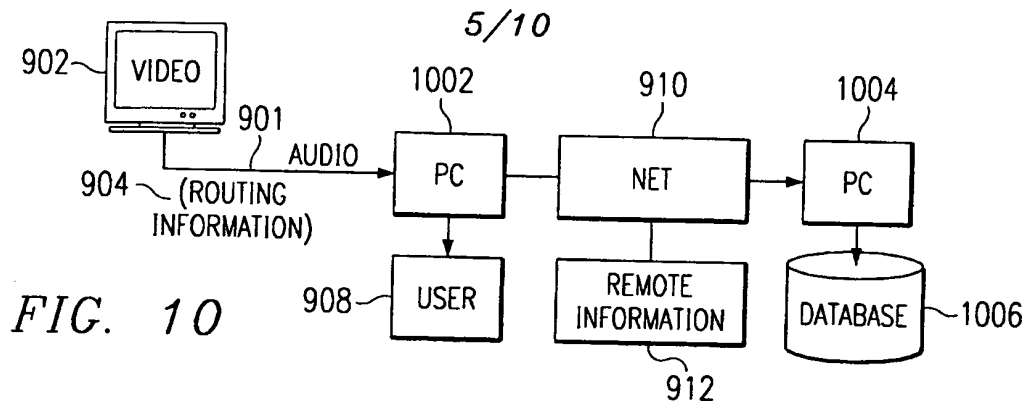 5/10
902
VIDEO
901
AUDIO
904
(ROUTING
INFORMATION)
1002
PC
910
NET
1004
PC
908
USER
REMOTE
INFORMATION
912
DATABASE
1006
FIG. 10